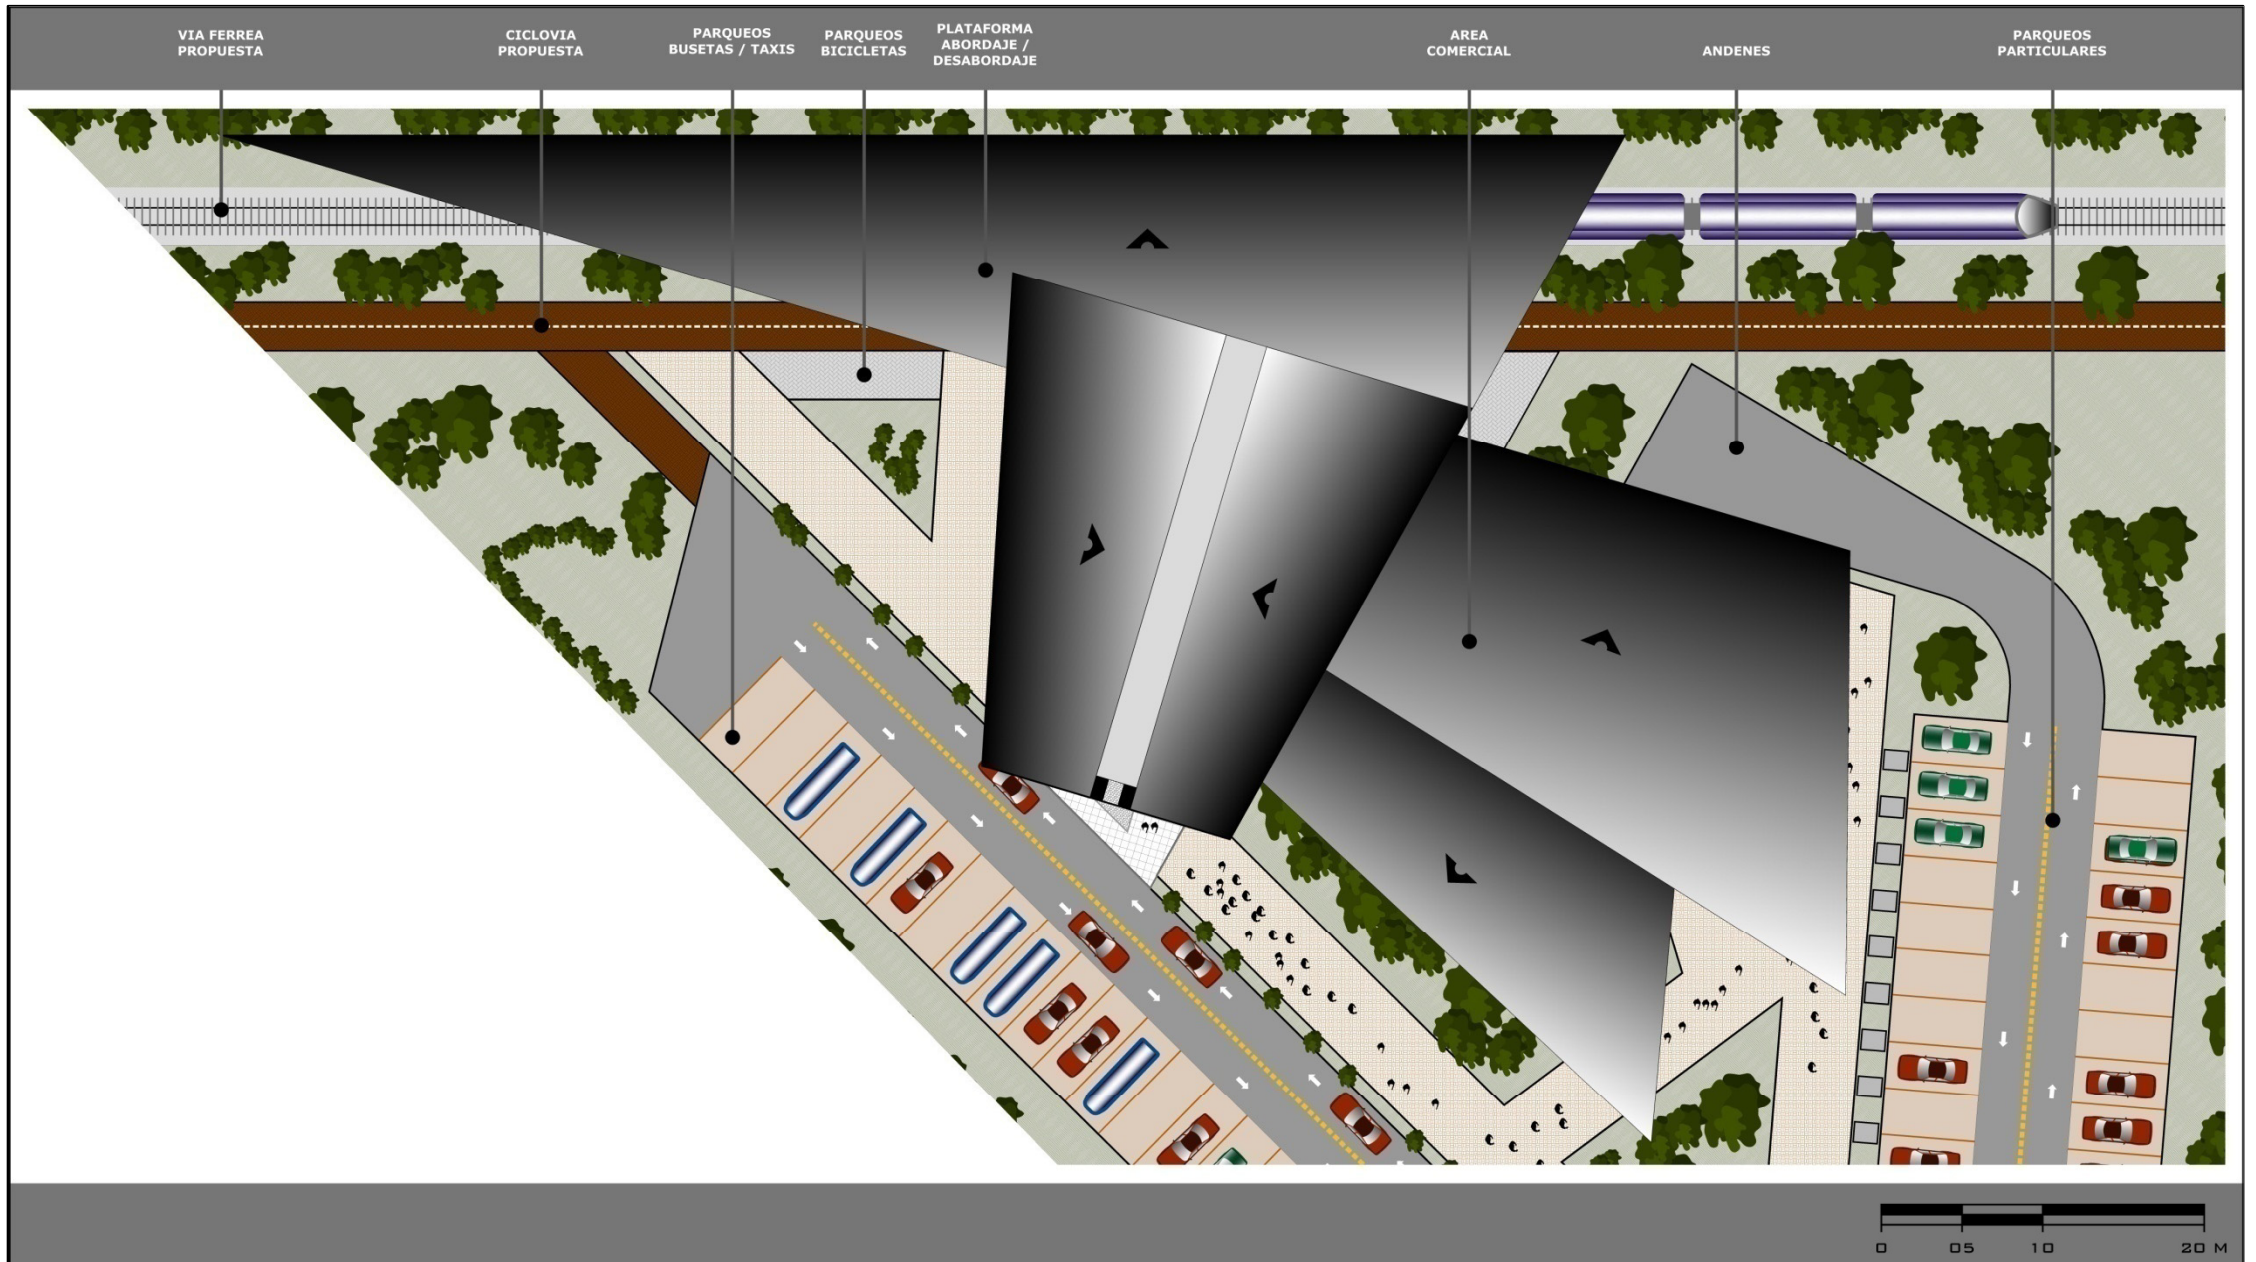 VIA FERREA
PROPUESTA
CICLOVIA
PROPUESTA
PARQUEOS
BUSETAS / TAXIS
PARQUEOS
BICICLETAS
PLATAFORMA
ABORDAJE /
DESABORDAJE
AREA
COMERCIAL
ANDENES
PARQUEOS
PARTICULARES
0 05 10 20 M